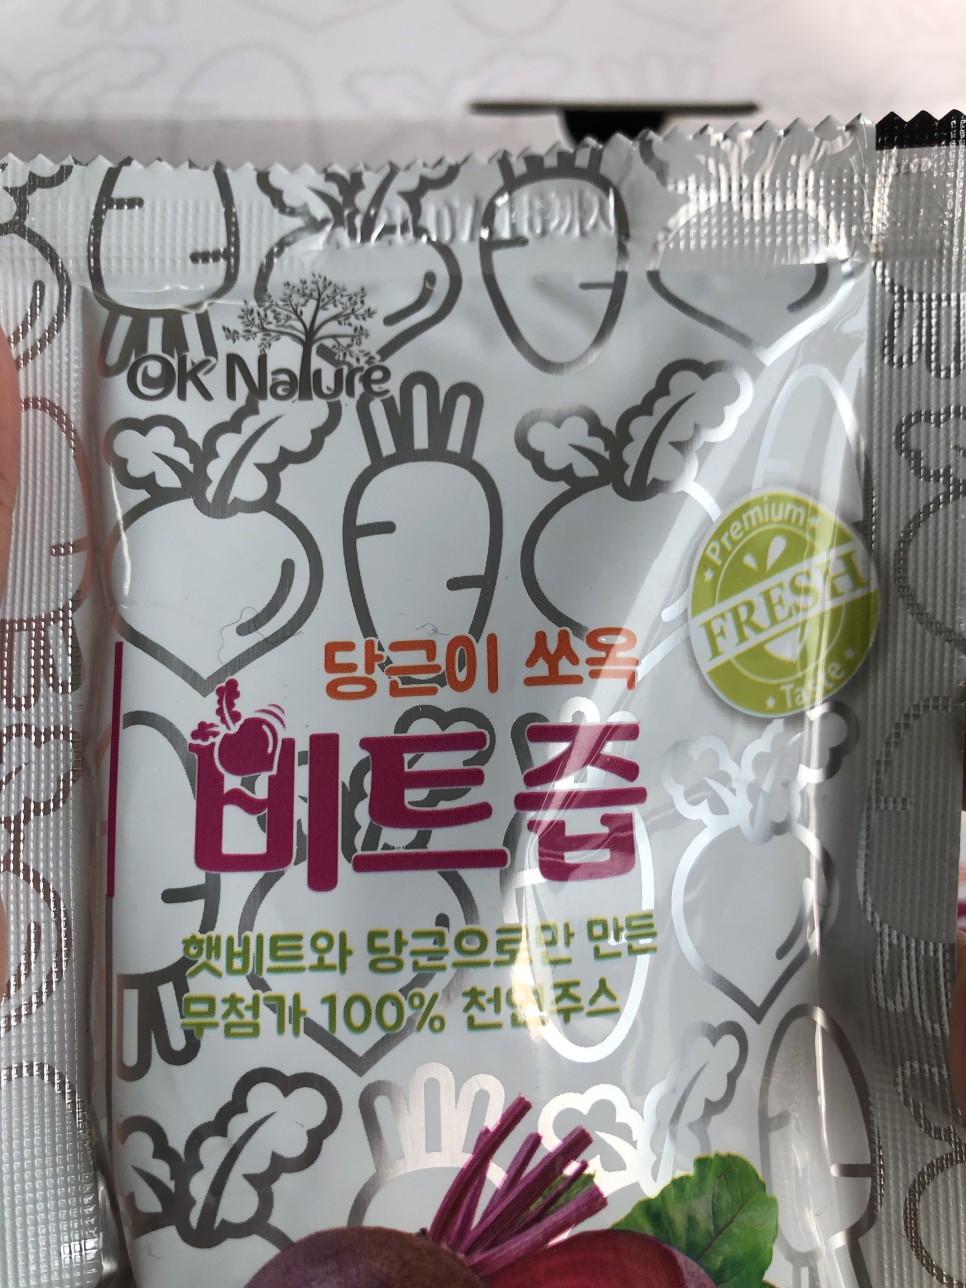 OK Nature
Premium
FRESH
Taste
당근이 쏘옥
비트즙
햇비트와 당근으로만 만든
무첨가 100% 천연주스